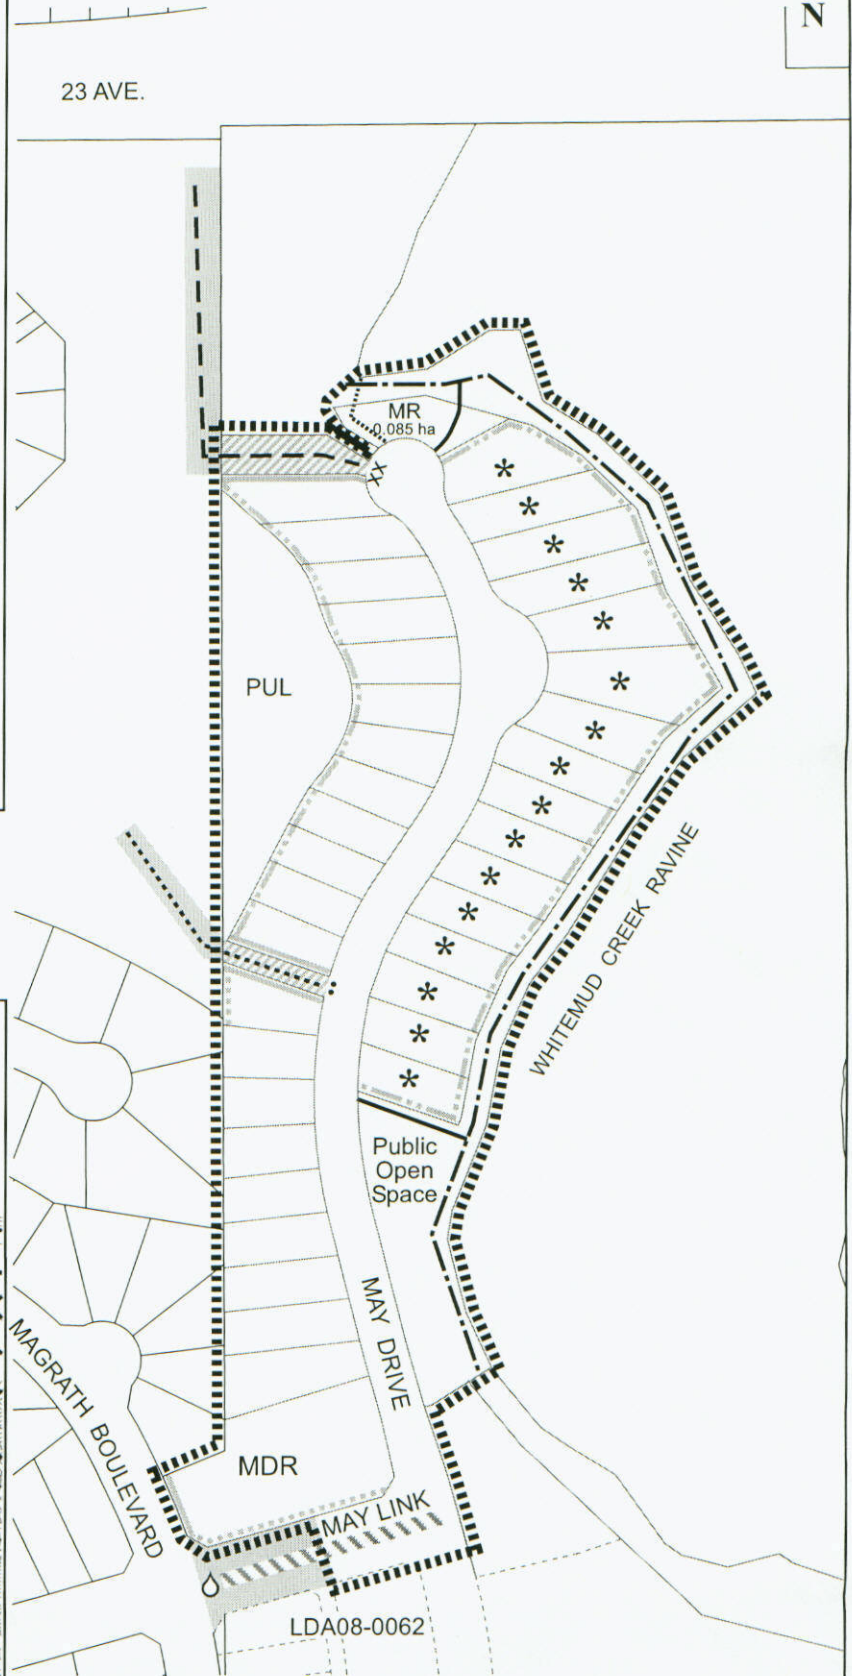 N
23 AVE.
MR
0.085 ha
XX
PUL
WHITEMUD CREEK RAVINE
Public
Open
Space
MAY DRIVE
MAGRATH BOULEVARD
MDR
MAY LINK
LDA08-0062